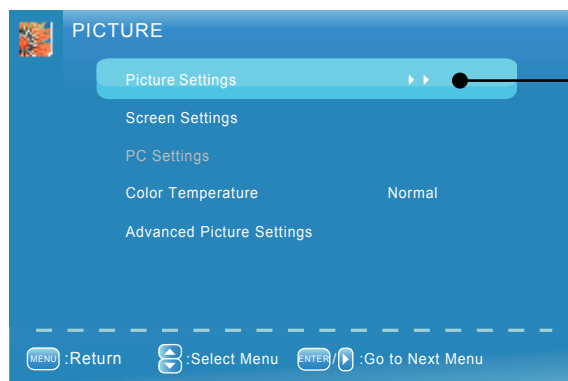 PICTURE
Picture Settings
Screen Settings
PC Settings
Color Temperature Normal
Advanced Picture Settings
MENU :Return :Select Menu ENTER / :Go to Next Menu